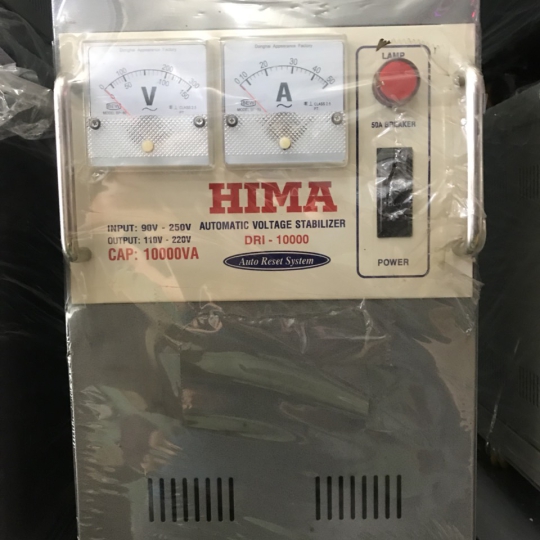 V
A
LAMP
50A BREAKER
HIMA
INPUT: 90V - 250V
AUTOMATIC VOLTAGE STABILIZER
OUTPUT: 110V - 220V
DRI - 10000
CAP: 10000VA
Auto Reset System
POWER